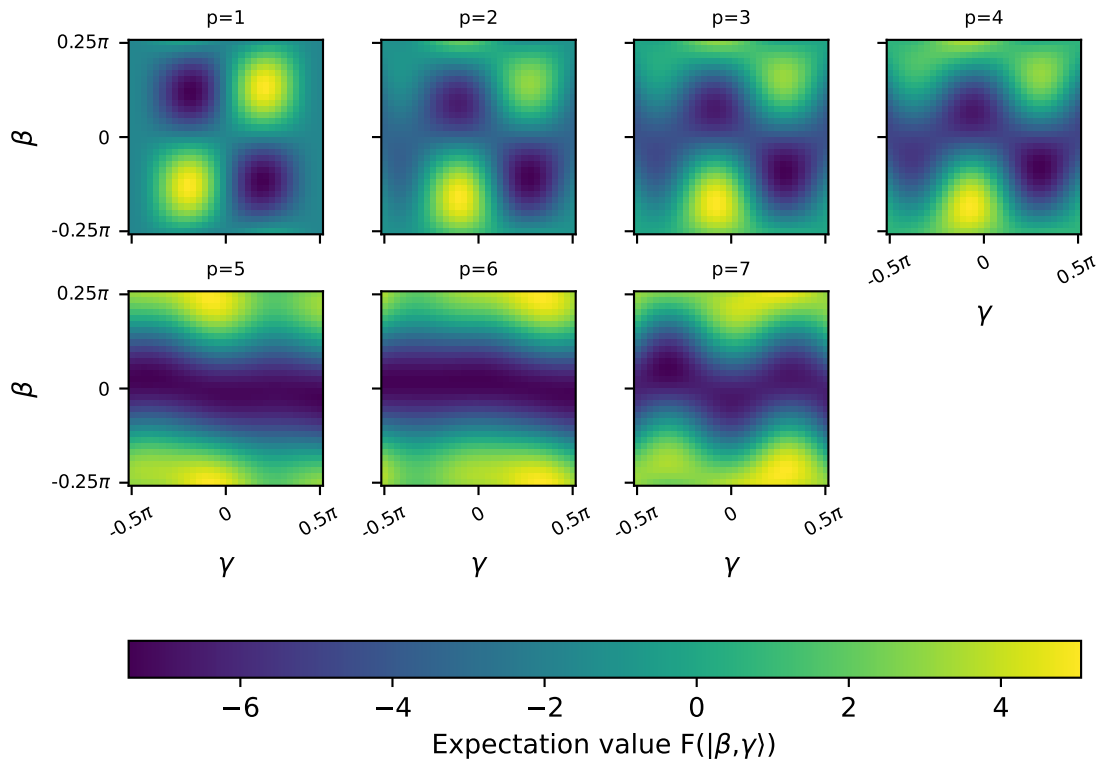 p=1 p=2 p=3 p=4
0.25π
β
0
-0.25π
-0.5π 0 0.5π
γ
p=5 p=6 p=7
0.25π
β
0
-0.25π
-0.5π 0 0.5π -0.5π 0 0.5π -0.5π 0 0.5π
γ γ γ
−6 −4 −2 0 2 4
Expectation value F(|β,γ⟩)